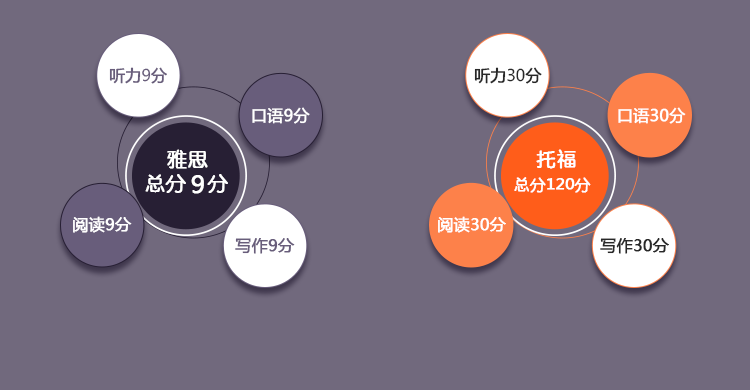 听力9分
口语9分
雅思
总分9分
阅读9分
写作9分
听力30分
口语30分
托福
总分120分
阅读30分
写作30分